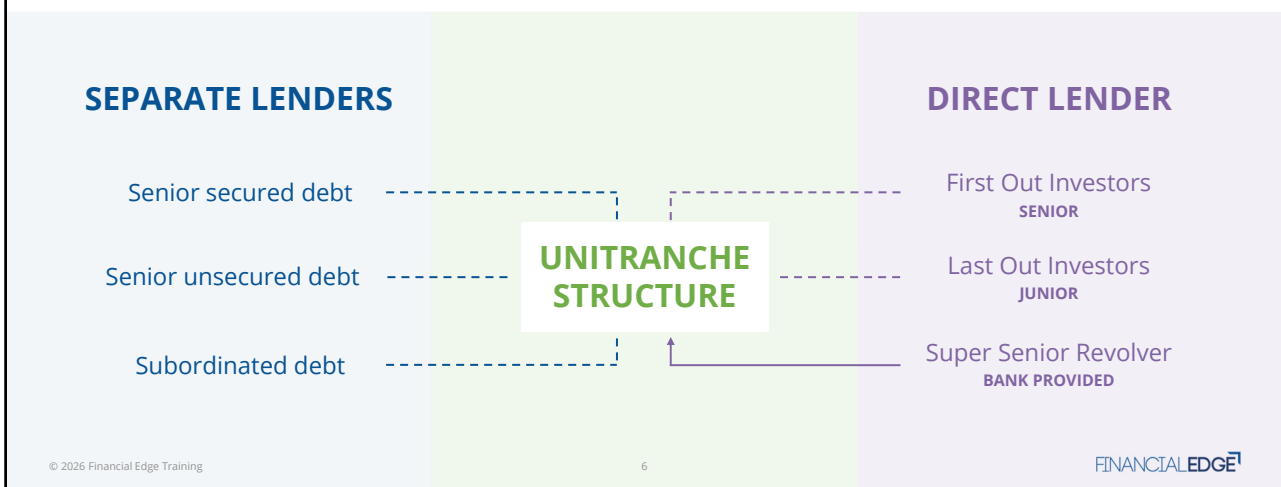 SEPARATE LENDERS
Senior secured debt
Senior unsecured debt
Subordinated debt
UNITRANCHE
STRUCTURE
DIRECT LENDER
First Out Investors
SENIOR
Last Out Investors
JUNIOR
Super Senior Revolver
BANK PROVIDED
© 2026 Financial Edge Training
6
FINANCIALEDGE